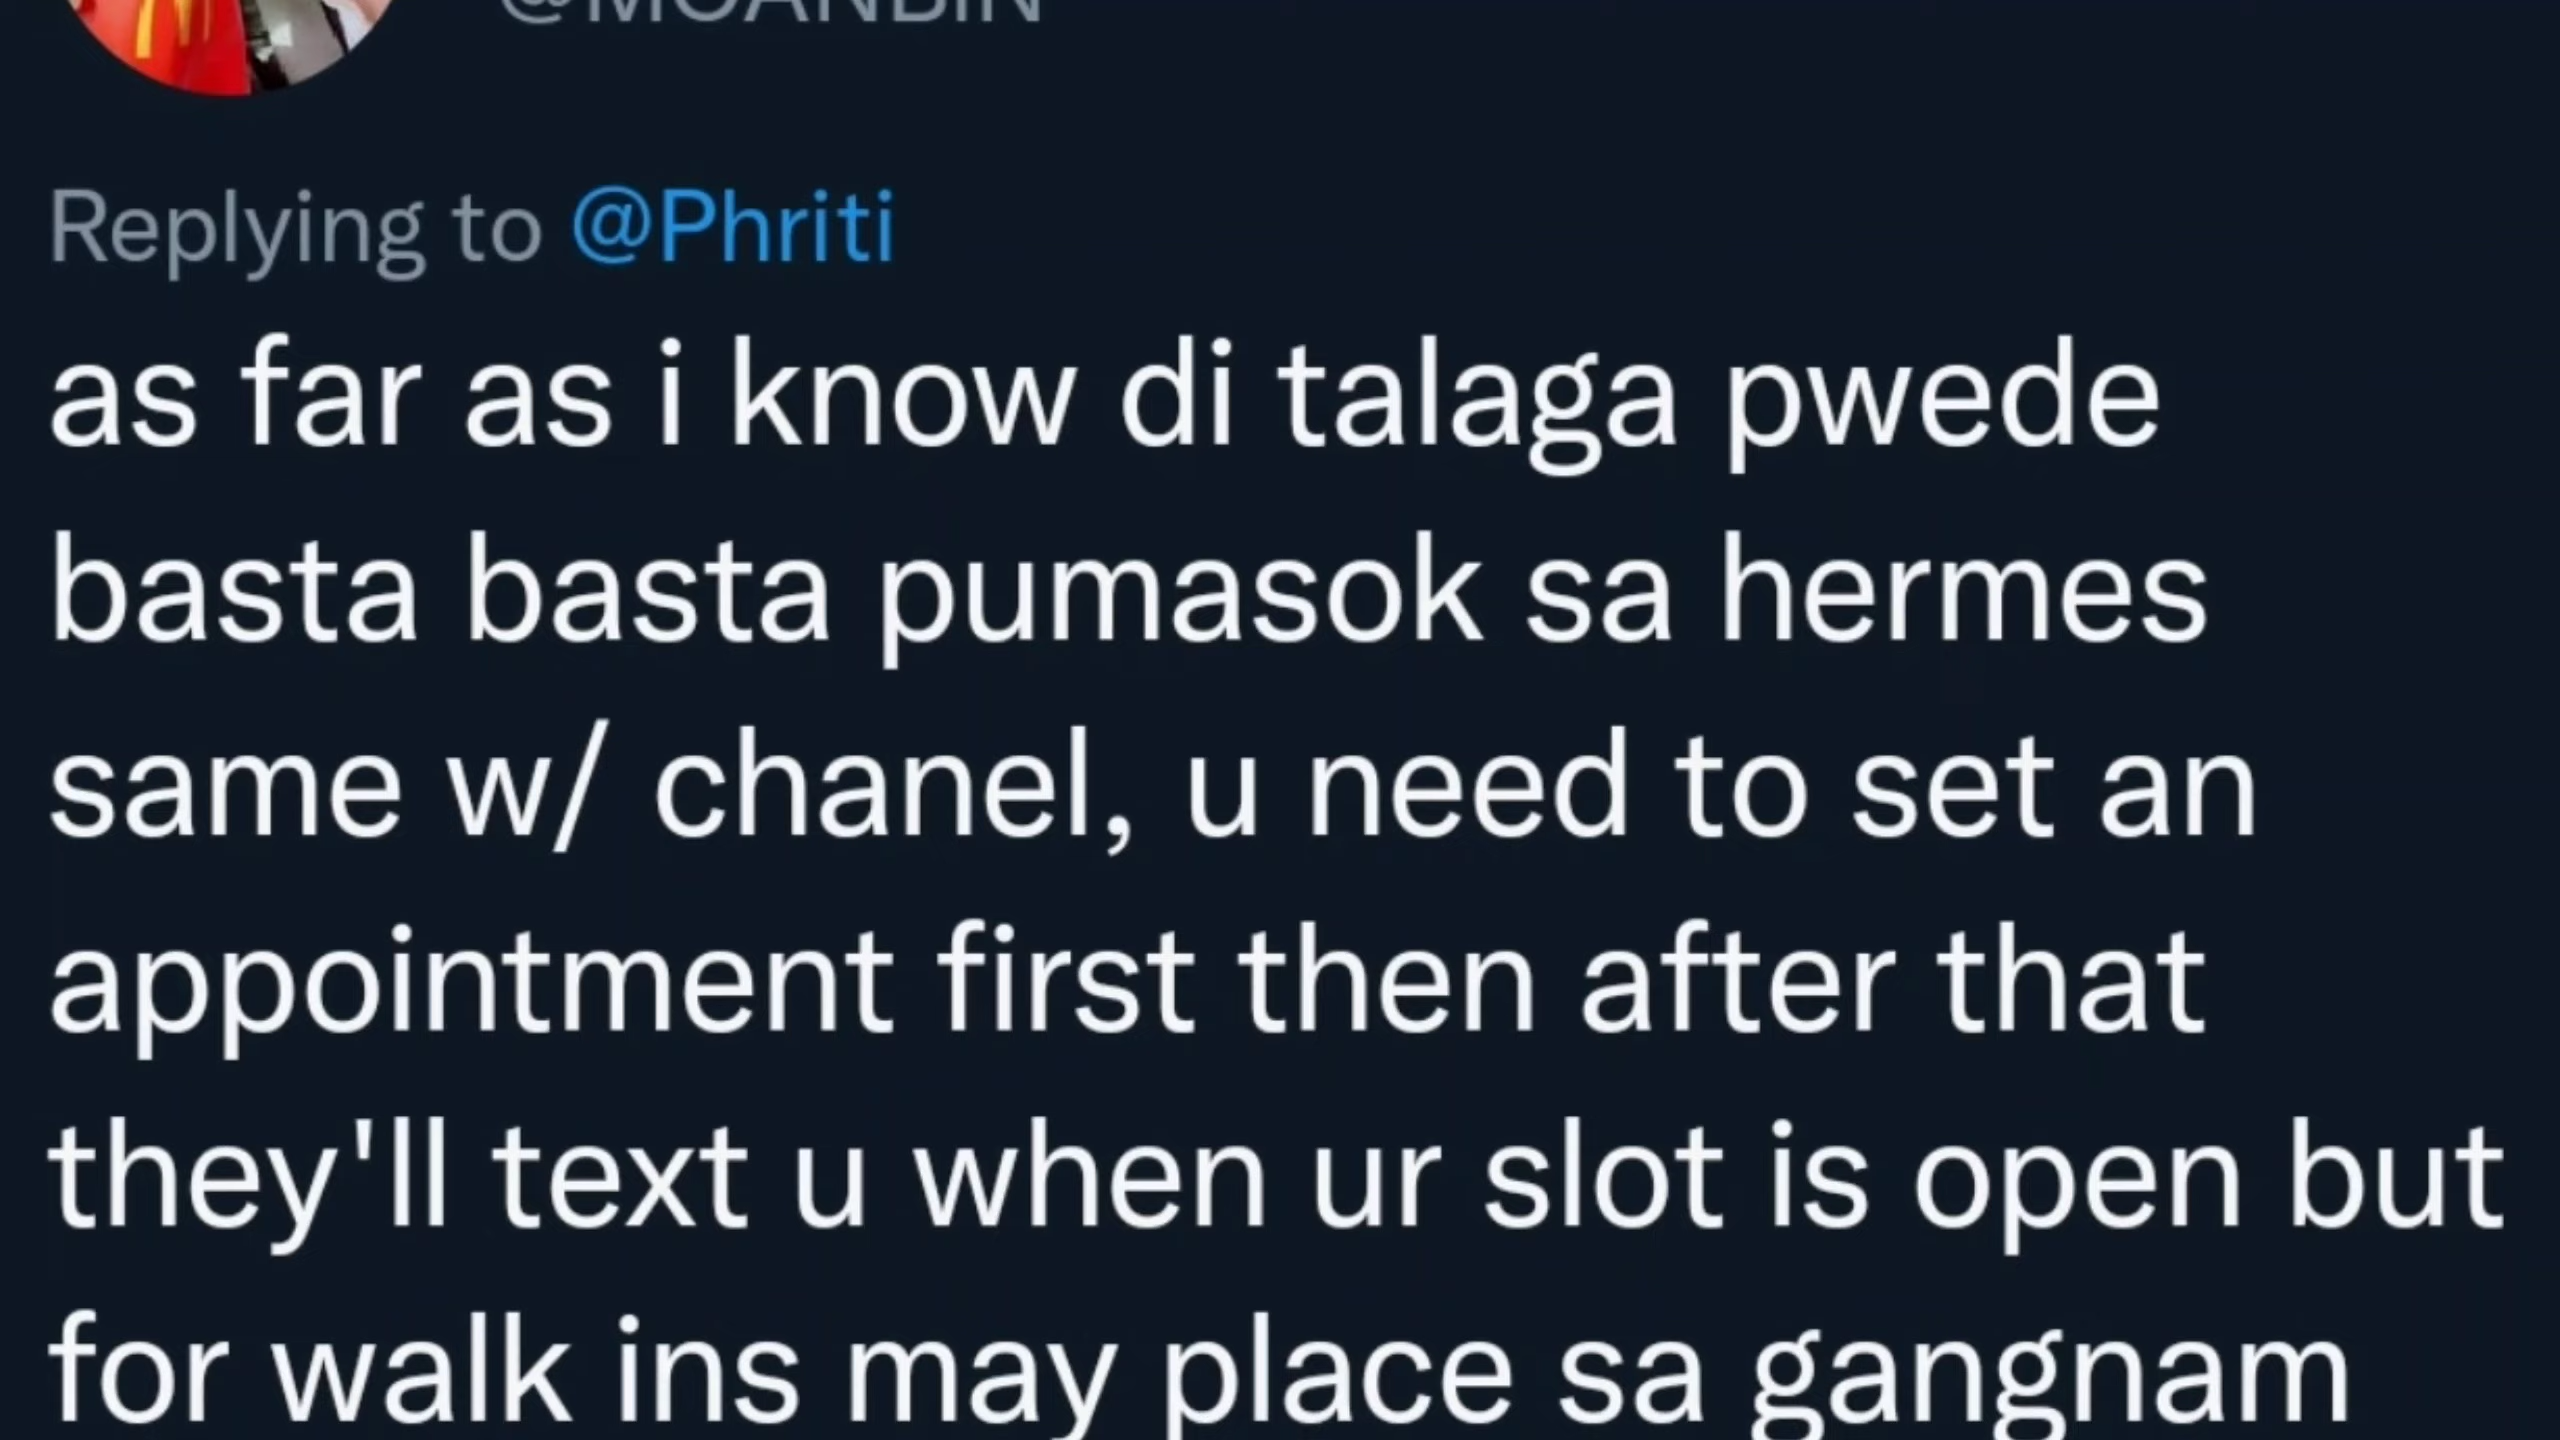 @MOANBIN
Replying to @Phriti
as far as i know di talaga pwede
basta basta pumasok sa hermes
same w/ chanel, u need to set an
appointment first then after that
they'll text u when ur slot is open but
for walk ins may place sa gangnam